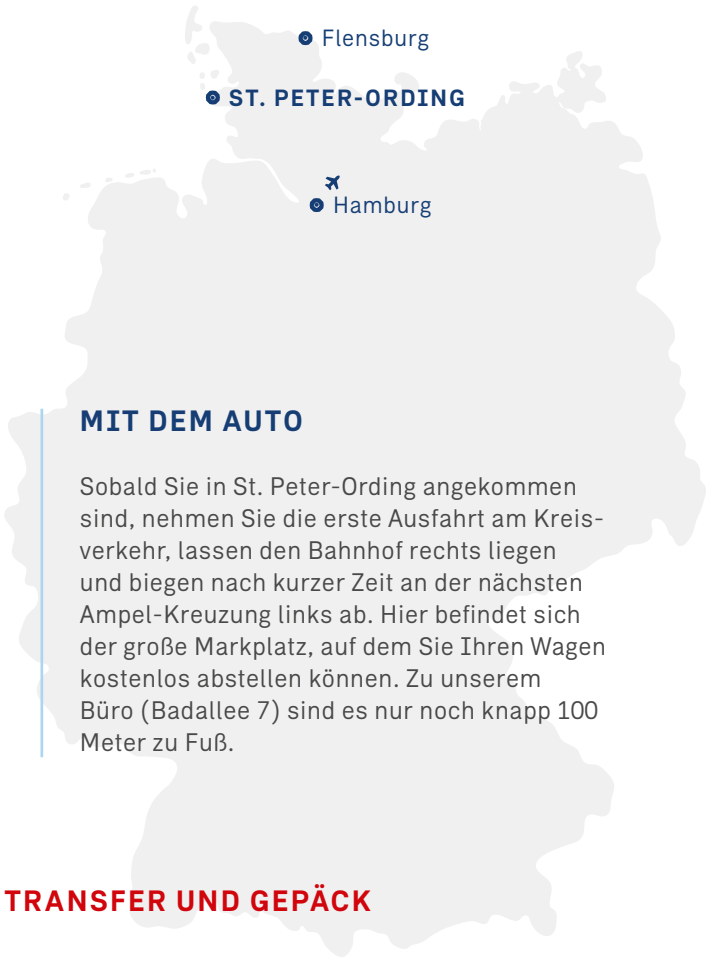 Flensburg
ST. PETER-ORDING
Hamburg
MIT DEM AUTO
Sobald Sie in St. Peter-Ording angekommen
sind, nehmen Sie die erste Ausfahrt am Kreis-
verkehr, lassen den Bahnhof rechts liegen
und biegen nach kurzer Zeit an der nächsten
Ampel-Kreuzung links ab. Hier befindet sich
der große Markplatz, auf dem Sie Ihren Wagen
kostenlos abstellen können. Zu unserem
Büro (Badallee 7) sind es nur noch knapp 100
Meter zu Fuß.
TRANSFER UND GEPÄCK